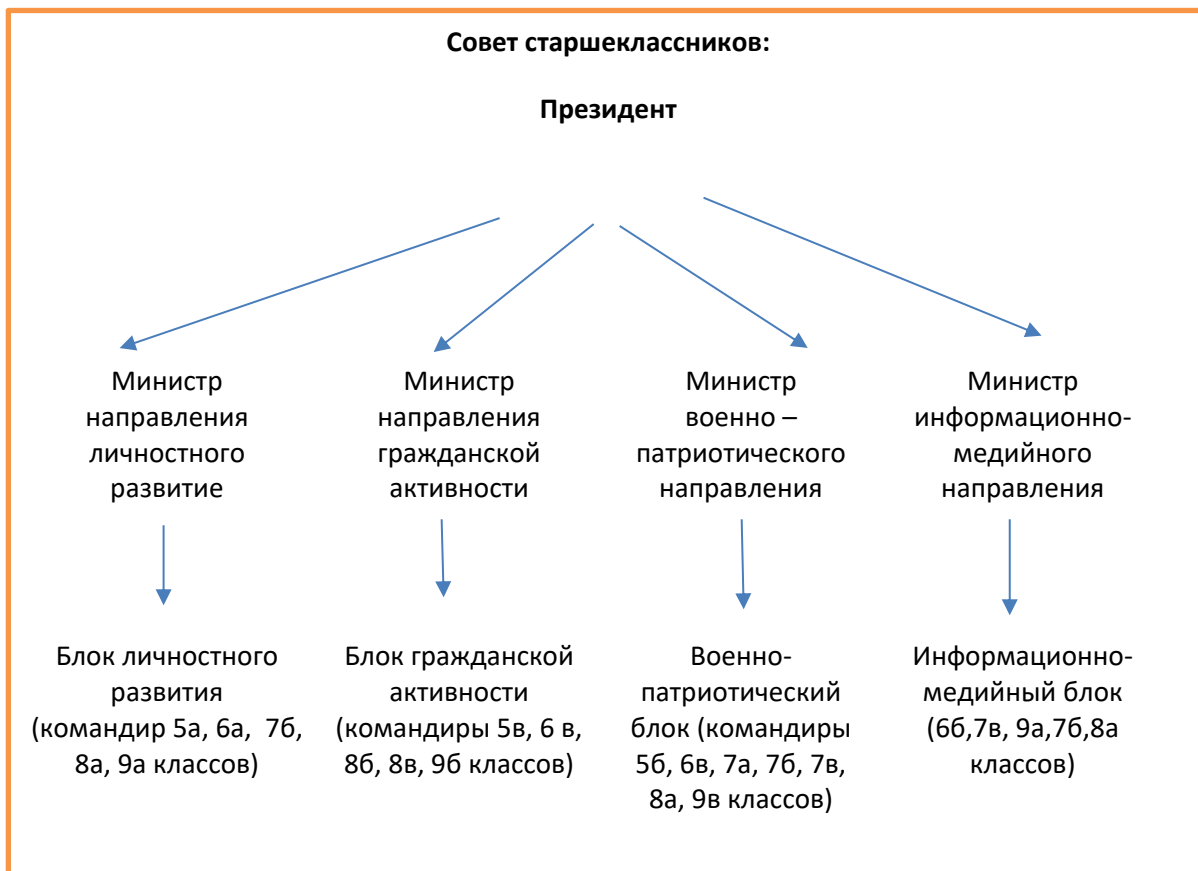 Совет старшеклассников:
Президент
Министр
направления
личностного
развитие
Министр
направления
гражданской
активности
Министр
военно –
патриотического
направления
Министр
информационно-
медийного
направления
Блок личностного
развития
(командир 5а, 6а,  7б,
8а, 9а классов)
Блок гражданской
активности
(командиры 5в, 6 в,
8б, 8в, 9б классов)
Военно-
патриотический
блок (командиры
5б, 6в, 7а, 7б, 7в,
8а, 9в классов)
Информационно-
медийный блок
(6б,7в, 9а,7б,8а
классов)